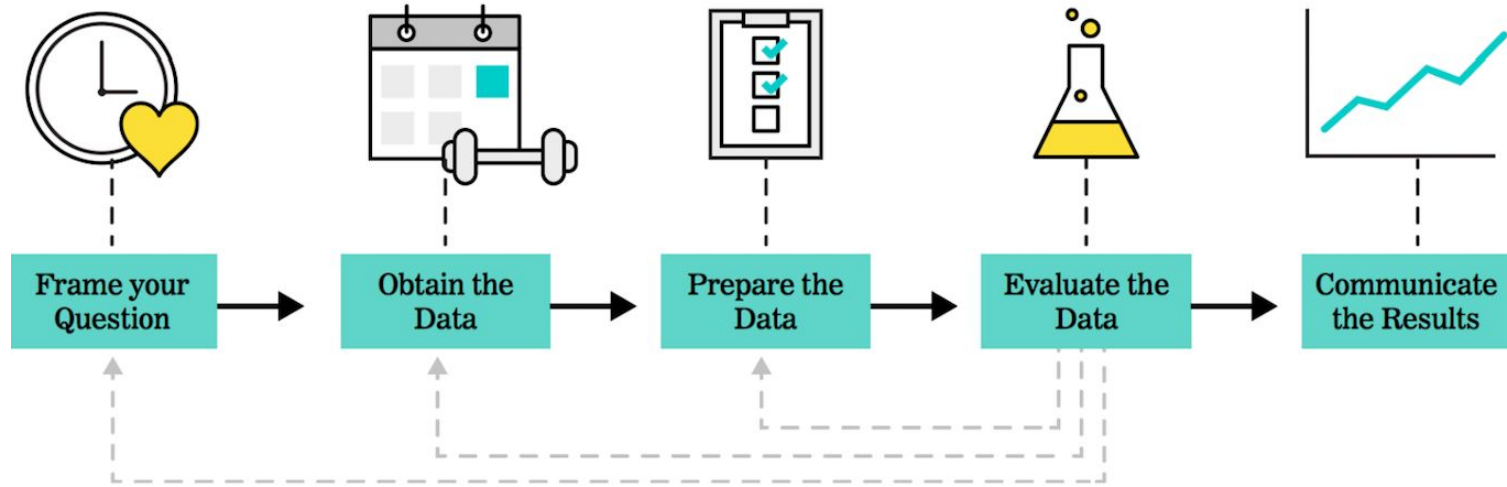 Frame your
Question
Obtain the
Data
Prepare the
Data
Evaluate the
Data
Communicate
the Results